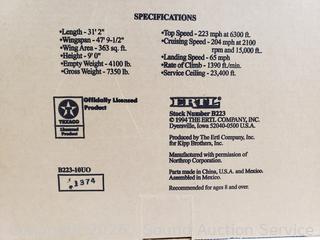 SPECIFICATIONS
•Length - 31' 2"
•Wingspan - 47' 9-1/2"
•Wing Area - 363 sq. ft.
•Height - 9' 0"
•Empty Weight - 4100 lb.
•Gross Weight - 7350 lb.
•Top Speed - 223 mph at 6300 ft.
•Cruising Speed - 204 mph at 2100
rpm and 15,000 ft..
•Landing Speed - 65 mph
•Rate of Climb - 1390 ft./min.
•Service Ceiling - 23,400 ft.
TEXACO
Licensed
Product
Officially Licensed
Product
B223-10UO
#1374
ERTL
Stock Number B223
© 1994 THE ERTL COMPANY, INC.
Dyersville, Iowa 52040-0500 U.S.A.
Produced by The Ertl Company, Inc.
for Kipp Brothers, Inc.
Manufactured with permission of
Northrop Corporation.
Parts made in China, U.S.A. and Mexico.
Assembled in Mexico.
Recommended for ages 8 and over.
Sound Auction Service